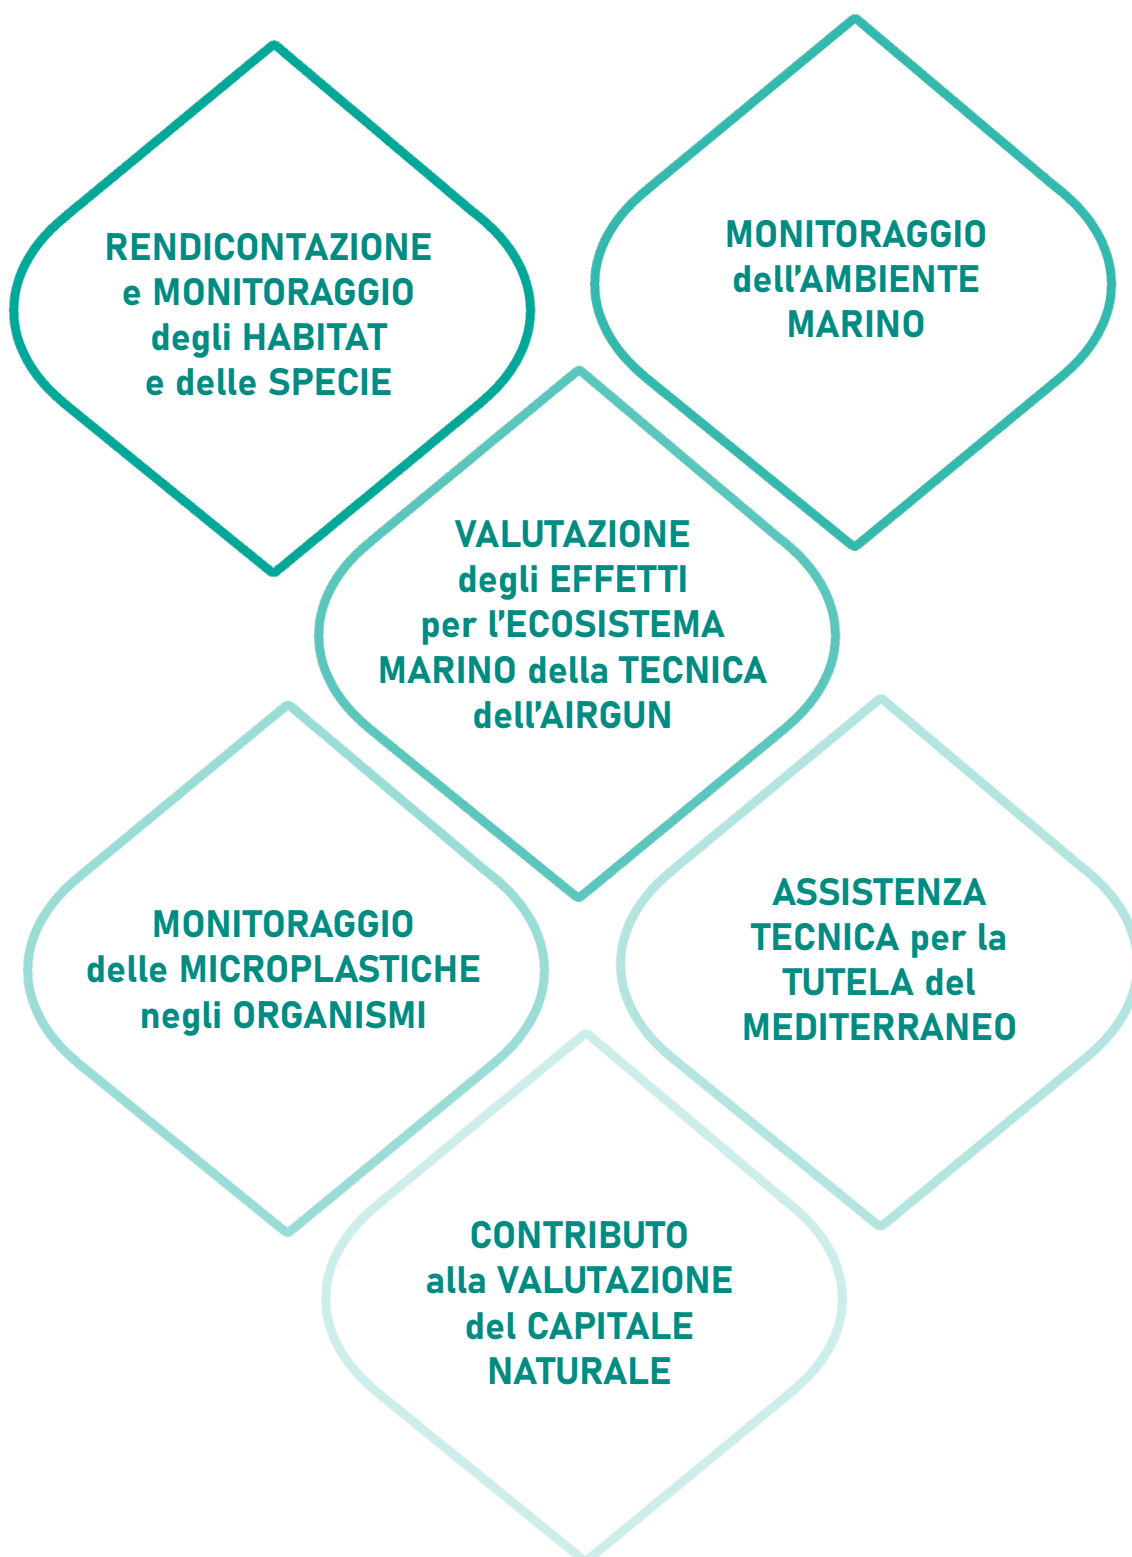 RENDICONTAZIONE
e MONITORAGGIO
degli HABITAT
e delle SPECIE
MONITORAGGIO
dell’AMBIENTE
MARINO
VALUTAZIONE
degli EFFETTI
per l’ECOSISTEMA
MARINO della TECNICA
dell’AIRGUN
MONITORAGGIO
delle MICROPLASTICHE
negli ORGANISMI
ASSISTENZA
TECNICA per la
TUTELA del
MEDITERRANEO
CONTRIBUTO
alla VALUTAZIONE
del CAPITALE
NATURALE